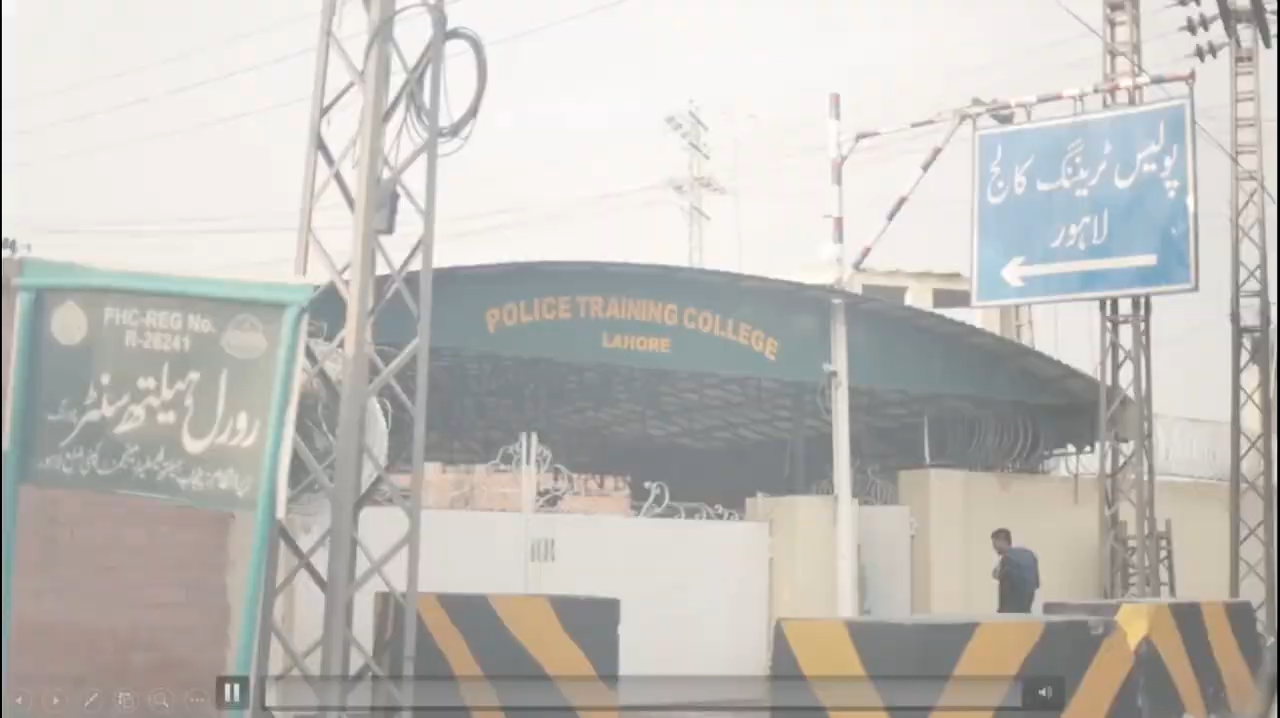 PHC-REG No.
R-26241
رورل ہیلتھ سنٹر
POLICE TRAINING COLLEGE
LAHORE
پولیس ٹریننگ کالج
لاہور